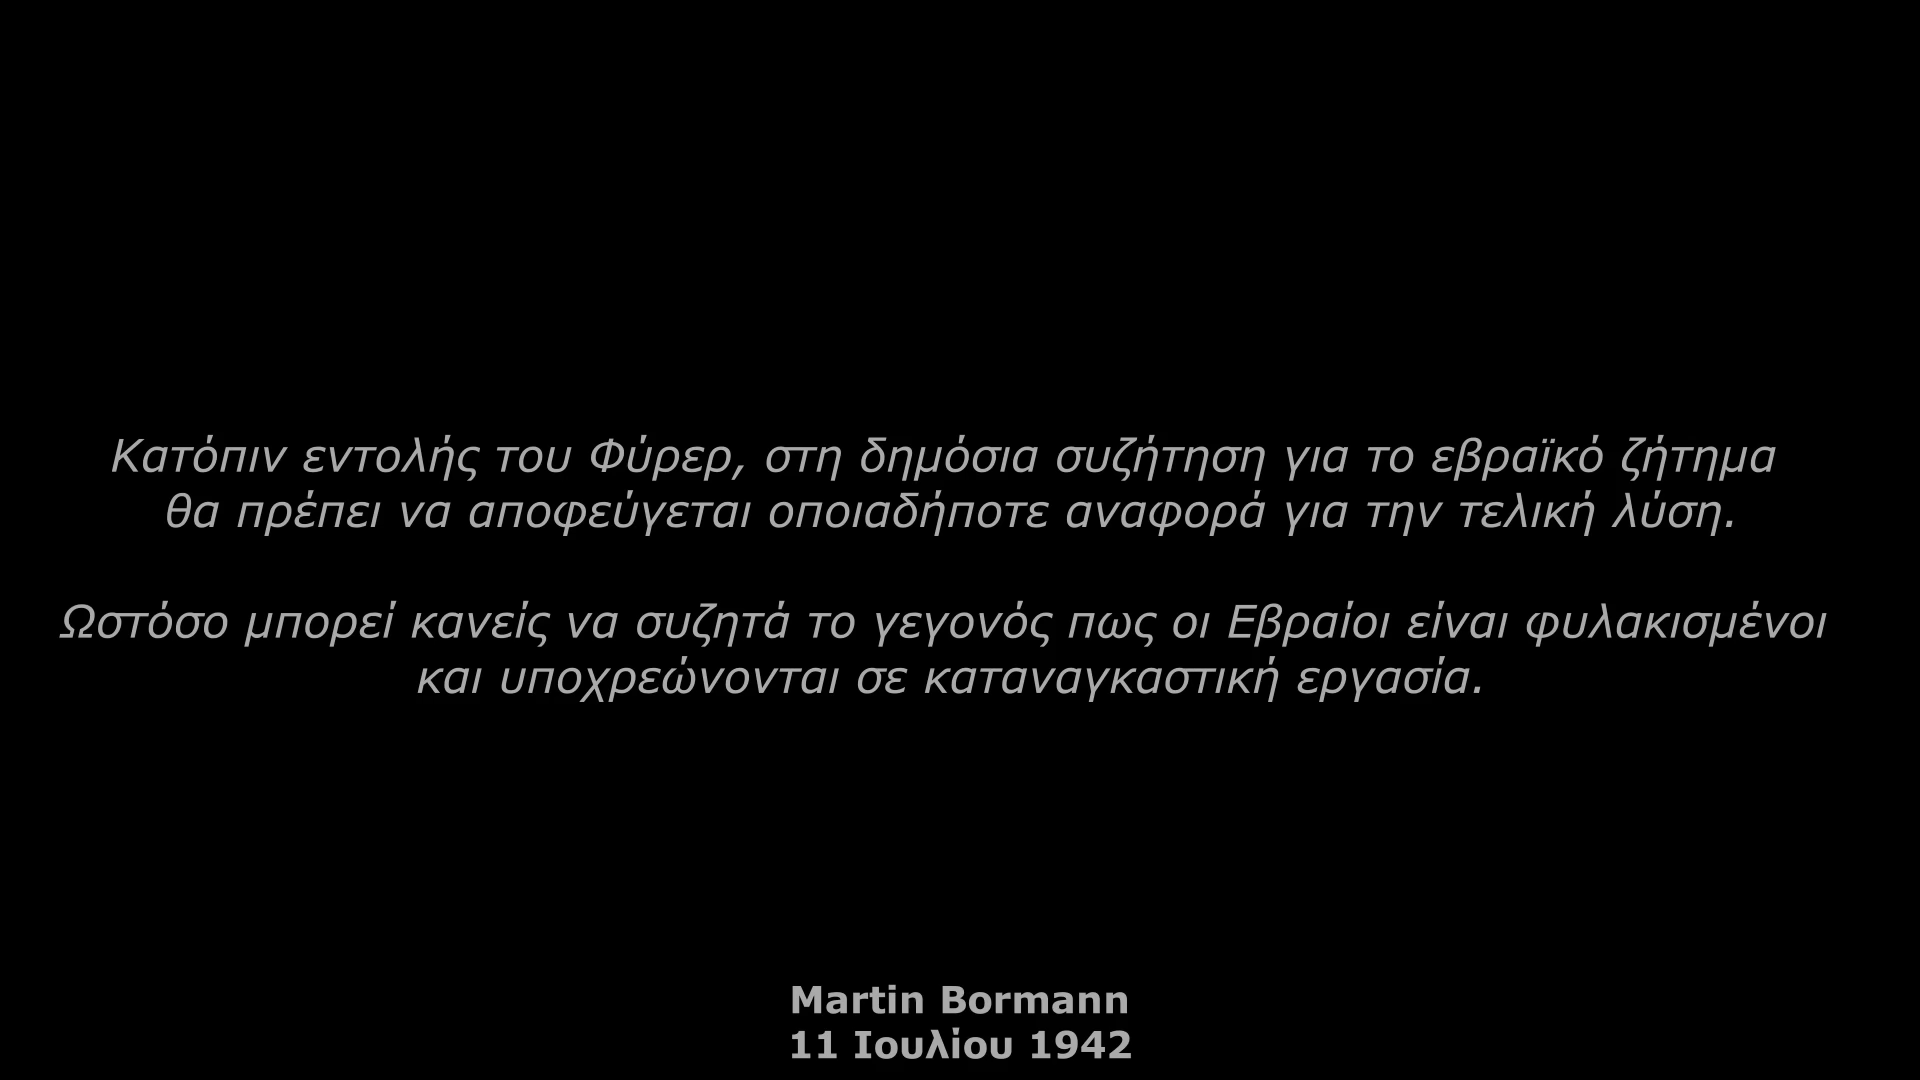 Κατόπιν εντολής του Φύρερ, στη δημόσια συζήτηση για το εβραϊκό ζήτημα
θα πρέπει να αποφεύγεται οποιαδήποτε αναφορά για την τελική λύση.
Ωστόσο μπορεί κανείς να συζητά το γεγονός πως οι Εβραίοι είναι φυλακισμένοι
και υποχρεώνονται σε καταναγκαστική εργασία.
Martin Bormann
11 Ιουλίου 1942